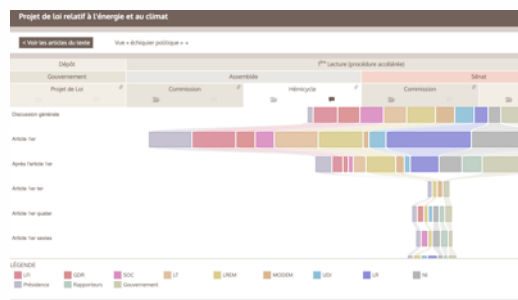 Projet de loi relatif à l'énergie et au climat
< Voir les articles du texte
Vue « échiquier politique » »
Dépôt
1ère Lecture (procédure accélérée)
Gouvernement
Assemblée
Sénat
Projet de Loi
Commission
Hémicycle
Commission
Discussion générale
Article 1er
Après l'article 1er
Article 1er ter
Article 1er quater
Article 1er sexies
LÉGENDE
LFI
GDR
SOC
LT
LREM
MODEM
UDI
LR
NI
Présidence
Rapporteurs
Gouvernement